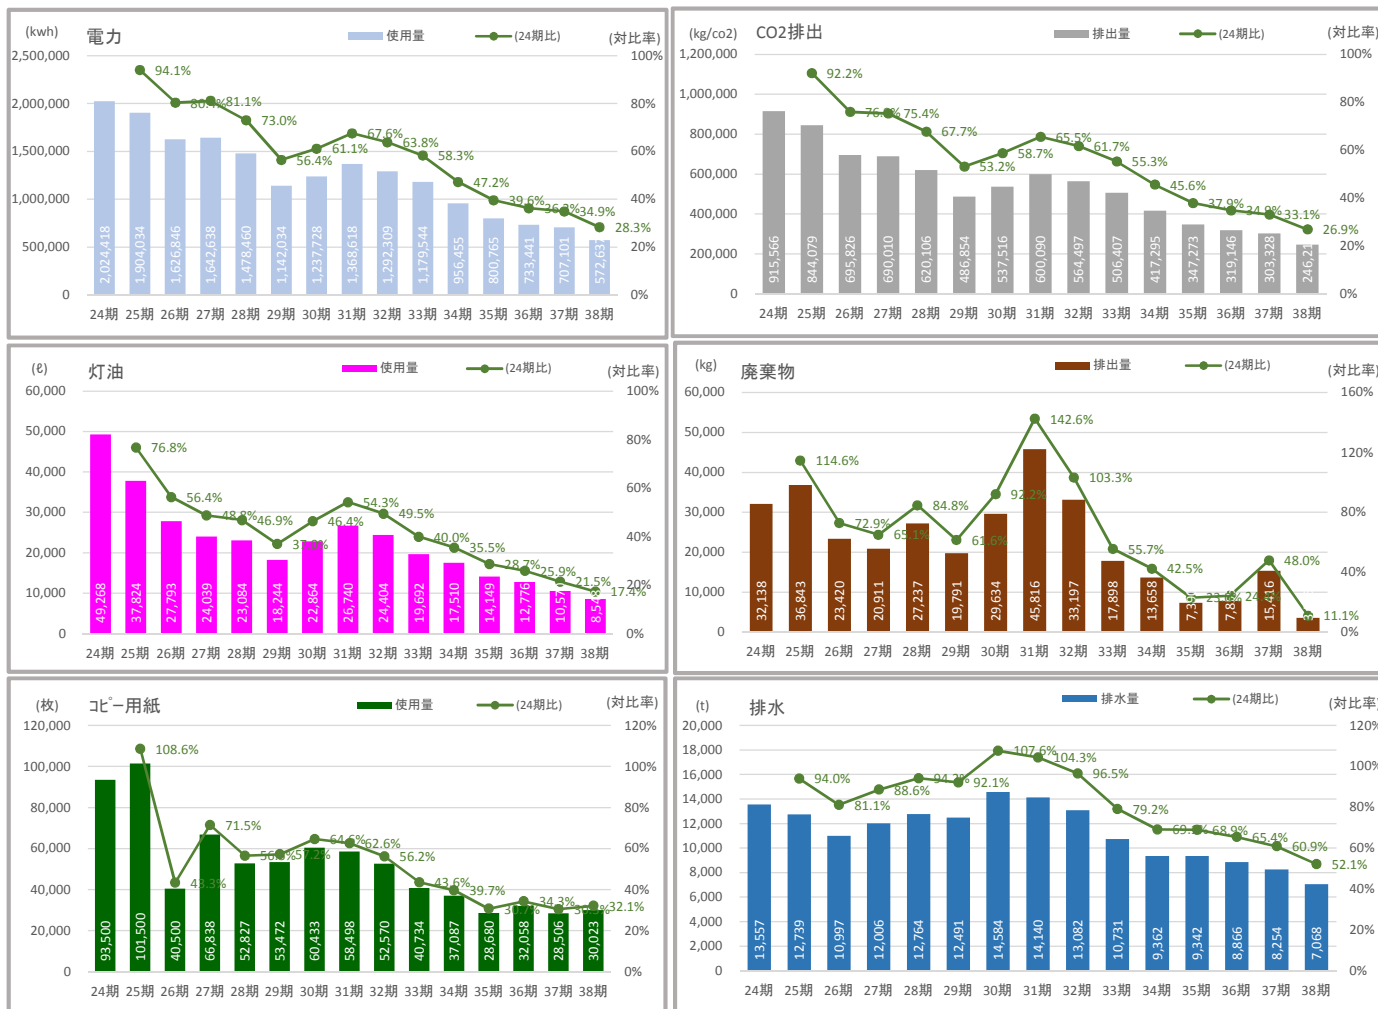 (kwh) 電力 使用量 (24期比) (対比率)
2,500,000 100%
2,000,000 80%
1,500,000 60%
1,000,000 40%
500,000 20%
0 0%
94.1% 81.1% 73.0% 56.4% 61.1% 67.6% 63.8% 58.3% 47.2% 39.6% 34.9% 28.3%
2,024,418 1,904,034 1,626,846 1,642,638 1,478,460 1,142,034 1,237,728 1,368,618 1,292,309 1,179,544 956,455 800,765 733,441 707,101
24期 25期 26期 27期 28期 29期 30期 31期 32期 33期 34期 35期 36期 37期 38期
(kg/co2) CO2排出 排出量 (24期比) (対比率)
1,200,000 100%
1,000,000 80%
800,000
600,000 60%
400,000 40%
200,000 20%
0 0%
92.2% 75.4% 67.7% 53.2% 58.7% 65.5% 61.7% 55.3% 45.6% 37.9% 34.9% 33.1% 26.9%
915,566 844,079 695,826 690,010 620,106 486,854 537,516 600,090 564,497 506,407 417,295 347,273 319,146 303,328
24期 25期 26期 27期 28期 29期 30期 31期 32期 33期 34期 35期 36期 37期 38期
(ℓ) 灯油 使用量 (24期比) (対比率)
60,000 100%
50,000 80%
40,000 60%
30,000
20,000 40%
10,000 20%
0 0%
76.8% 56.4% 48.8% 46.9% 46.4% 54.3% 49.5% 40.0% 35.5% 28.7% 25.9% 21.5% 17.4%
49,268 37,824 27,793 24,039 23,084 18,244 22,864 26,740 24,404 19,692 17,510 14,149 12,776
24期 25期 26期 27期 28期 29期 30期 31期 32期 33期 34期 35期 36期 37期 38期
(kg) 廃棄物 排出量 (24期比) (対比率)
60,000 160%
50,000 120%
40,000
30,000 80%
20,000 40%
10,000
0 0%
114.6% 72.9% 65.1% 84.8% 61.6% 92.2% 142.6% 103.3% 55.7% 42.5% 48.0% 11.1%
32,138 36,843 23,420 20,911 27,237 19,791 29,634 45,816 33,197 17,898 13,658 15,416
24期 25期 26期 27期 28期 29期 30期 31期 32期 33期 34期 35期 36期 37期 38期
(枚) コピー用紙 使用量 (24期比) (対比率)
120,000 120%
100,000 100%
80,000 80%
60,000 60%
40,000 40%
20,000 20%
0 0%
108.6% 43.3% 71.5% 57.2% 64.6% 62.6% 56.2% 43.6% 39.7% 30.7% 34.3% 32.1%
93,500 101,500 40,500 66,838 52,827 53,472 60,433 58,498 52,570 40,734 37,087 28,680 32,058 28,506 30,023
24期 25期 26期 27期 28期 29期 30期 31期 32期 33期 34期 35期 36期 37期 38期
(t) 排水 排水量 (24期比) (対比率)
20,000 120%
18,000 100%
16,000
14,000 80%
12,000
10,000 60%
8,000 40%
6,000
4,000 20%
2,000
0 0%
94.0% 81.1% 88.6% 92.1% 107.6% 104.3% 96.5% 79.2% 68.9% 65.4% 60.9% 52.1%
13,557 12,739 10,997 12,006 12,764 12,491 14,584 14,140 13,082 10,731 9,362 9,342 8,866 8,254 7,068
24期 25期 26期 27期 28期 29期 30期 31期 32期 33期 34期 35期 36期 37期 38期